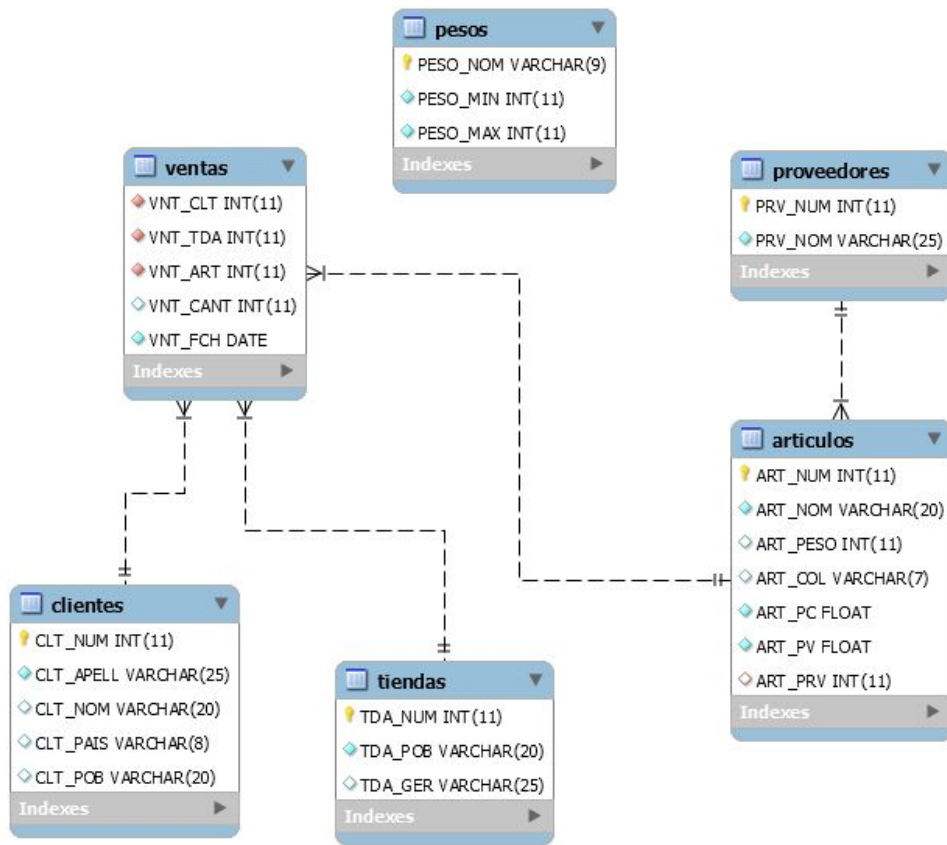 pesos
PESO_NOM VARCHAR(9)
PESO_MIN INT(11)
PESO_MAX INT(11)
Indexes
ventas
VNT_CLT INT(11)
VNT_TDA INT(11)
VNT_ART INT(11)
VNT_CANT INT(11)
VNT_FCH DATE
Indexes
proveedores
PRV_NUM INT(11)
PRV_NOM VARCHAR(25)
Indexes
articulos
ART_NUM INT(11)
ART_NOM VARCHAR(20)
ART_PESO INT(11)
ART_COL VARCHAR(7)
ART_PC FLOAT
ART_PV FLOAT
ART_PRV INT(11)
Indexes
clientes
CLT_NUM INT(11)
CLT_APELL VARCHAR(25)
CLT_NOM VARCHAR(20)
CLT_PAIS VARCHAR(8)
CLT_POB VARCHAR(20)
Indexes
tiendas
TDA_NUM INT(11)
TDA_POB VARCHAR(20)
TDA_GER VARCHAR(25)
Indexes